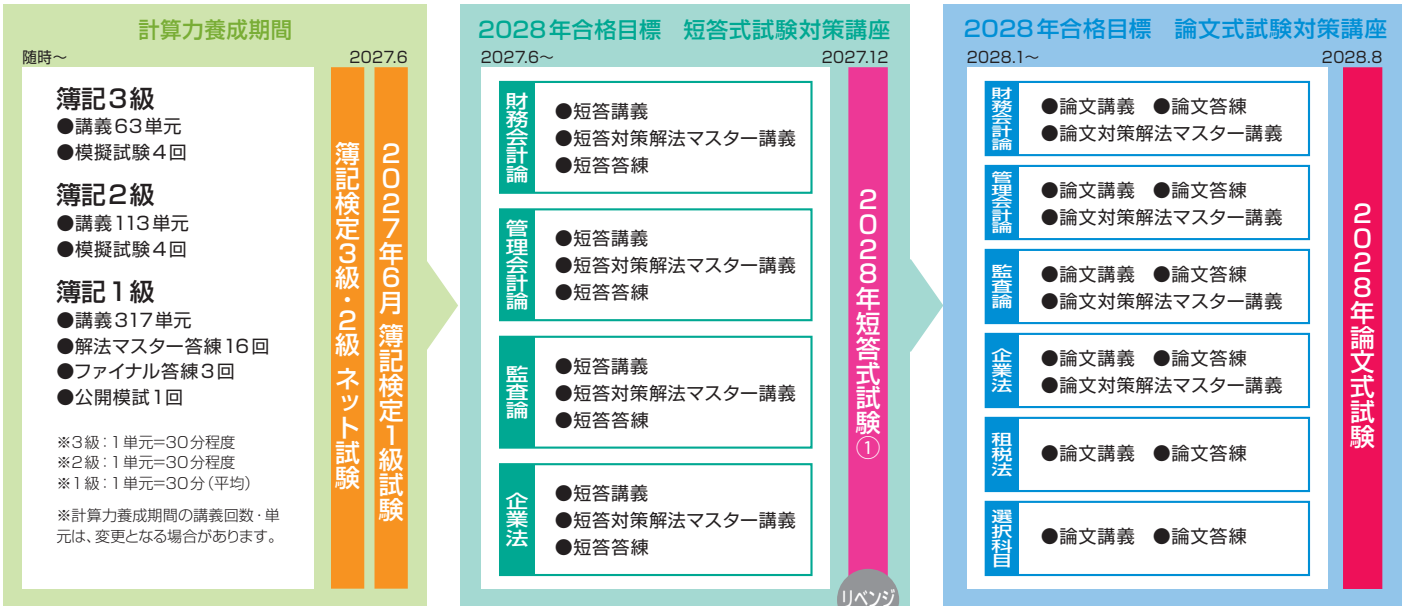 計算力養成期間
随時～
2027.6
簿記3級
●講義63単元
●模擬試験4回
簿記2級
●講義113単元
●模擬試験4回
簿記1級
●講義317単元
●解法マスター答練16回
●ファイナル答練3回
●公開模試1回
※3級：1単元=30分程度
※2級：1単元=30分程度
※1級：1単元=30分（平均）
※計算力養成期間の講義回数・単
元は、変更となる場合があります。
簿記検定3級・2級 ネット試験
2027年6月 簿記検定1級試験
2028年合格目標　短答式試験対策講座
2027.6～
2027.12
財務会計論
●短答講義
●短答対策解法マスター講義
●短答答練
管理会計論
●短答講義
●短答対策解法マスター講義
●短答答練
監査論
●短答講義
●短答対策解法マスター講義
●短答答練
企業法
●短答講義
●短答対策解法マスター講義
●短答答練
2028年短答式試験①
リベンジ
2028年合格目標　論文式試験対策講座
2028.1～
2028.8
財務会計論
●論文講義　●論文答練
●論文対策解法マスター講義
管理会計論
●論文講義　●論文答練
●論文対策解法マスター講義
監査論
●論文講義　●論文答練
●論文対策解法マスター講義
企業法
●論文講義　●論文答練
●論文対策解法マスター講義
租税法
●論文講義　●論文答練
選択科目
●論文講義　●論文答練
2028年論文式試験